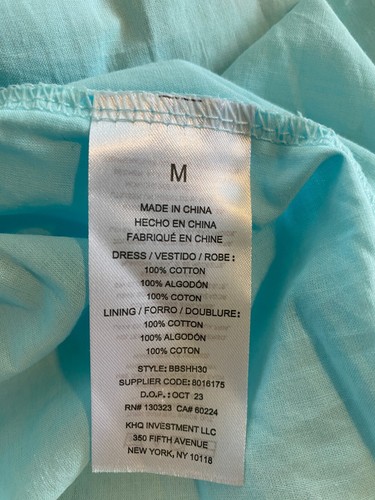 M
MADE IN CHINA
HECHO EN CHINA
FABRIQUÉ EN CHINE
DRESS / VESTIDO / ROBE :
100% COTTON
100% ALGODÓN
100% COTON
LINING / FORRO / DOUBLURE :
100% COTTON
100% ALGODÓN
100% COTON
STYLE: BBSHH30
SUPPLIER CODE: 8016175
D.O.P. : OCT 23
RN# 130323 CA# 60224
KHQ INVESTMENT LLC
350 FIFTH AVENUE
NEW YORK, NY 10118